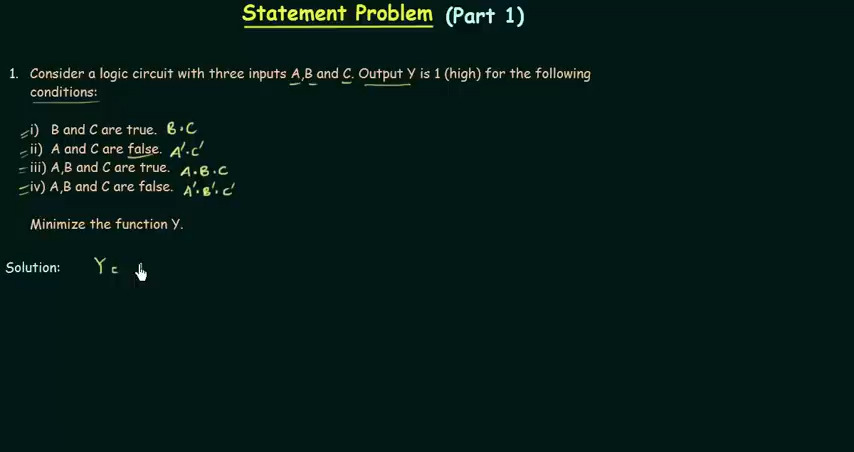 Statement Problem (Part 1)
1. Consider a logic circuit with three inputs A,B and C. Output Y is 1 (high) for the following
conditions:
i) B and C are true. B·C
ii) A and C are false. A'·C'
iii) A,B and C are true. A·B·C
iv) A,B and C are false. A'·B'·C'
Minimize the function Y.
Solution: Y =